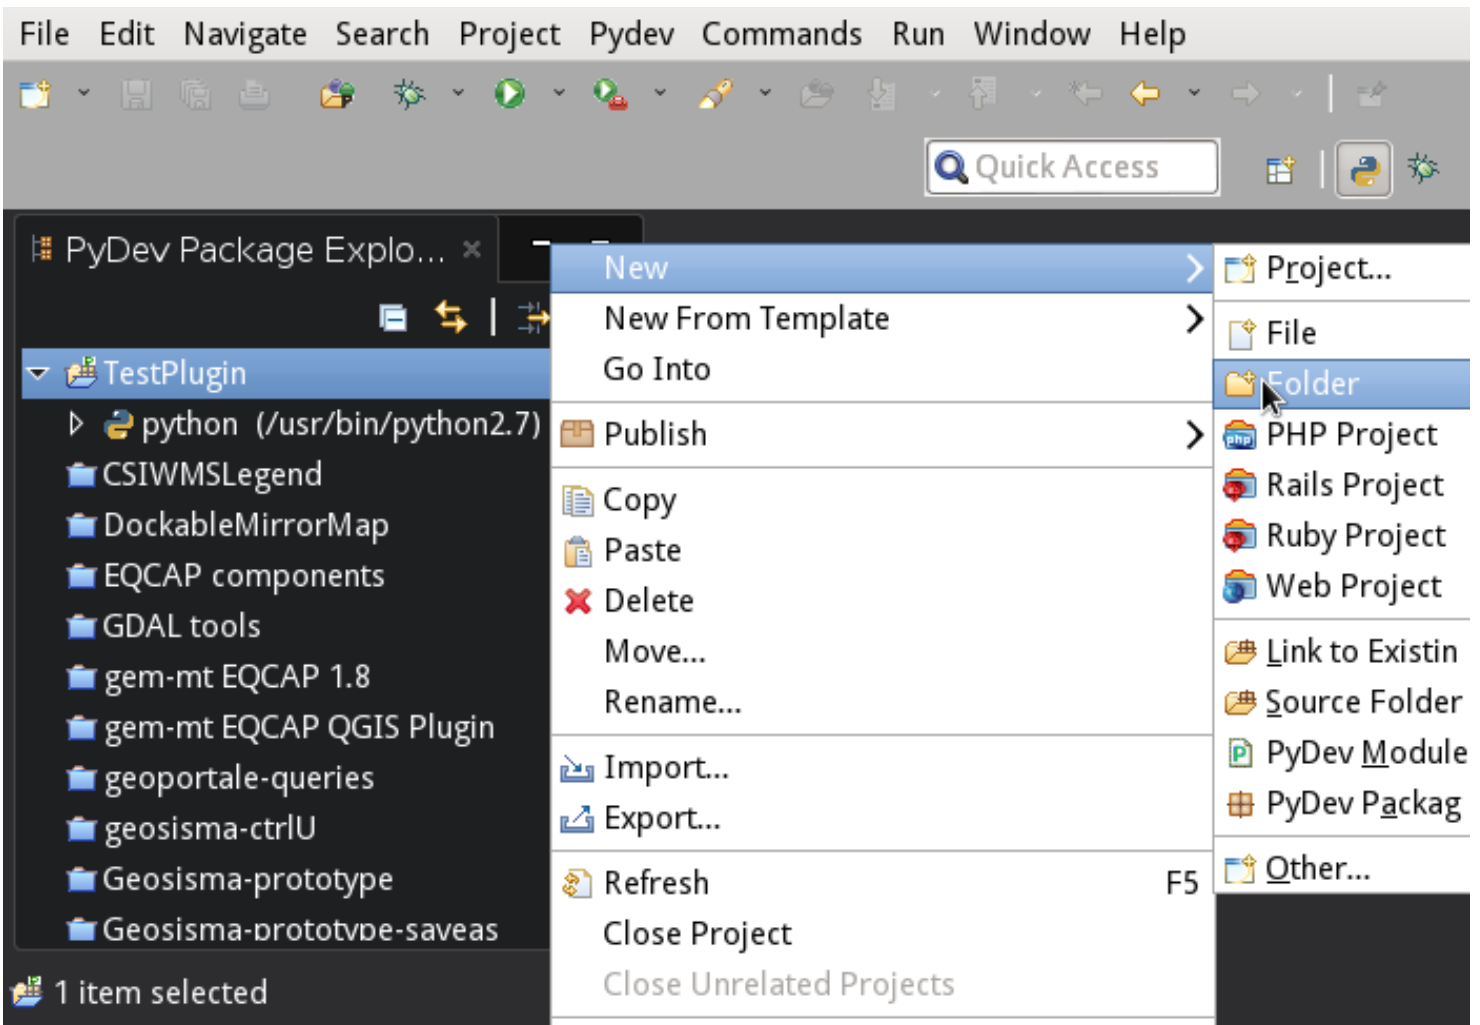 File Edit Navigate Search Project Pydev Commands Run Window Help
Quick Access
PyDev Package Explo...
TestPlugin
python (/usr/bin/python2.7)
CSIWMSLegend
DockableMirrorMap
EQCAP components
GDAL tools
gem-mt EQCAP 1.8
gem-mt EQCAP QGIS Plugin
geoportale-queries
geosisma-ctrlU
Geosisma-prototype
Geosisma-prototype-saveas
1 item selected
New
New From Template
Go Into
Publish
Copy
Paste
Delete
Move...
Rename...
Import...
Export...
Refresh F5
Close Project
Close Unrelated Projects
Project...
File
Folder
PHP Project
Rails Project
Ruby Project
Web Project
Link to Existin
Source Folder
PyDev Module
PyDev Packag
Other...